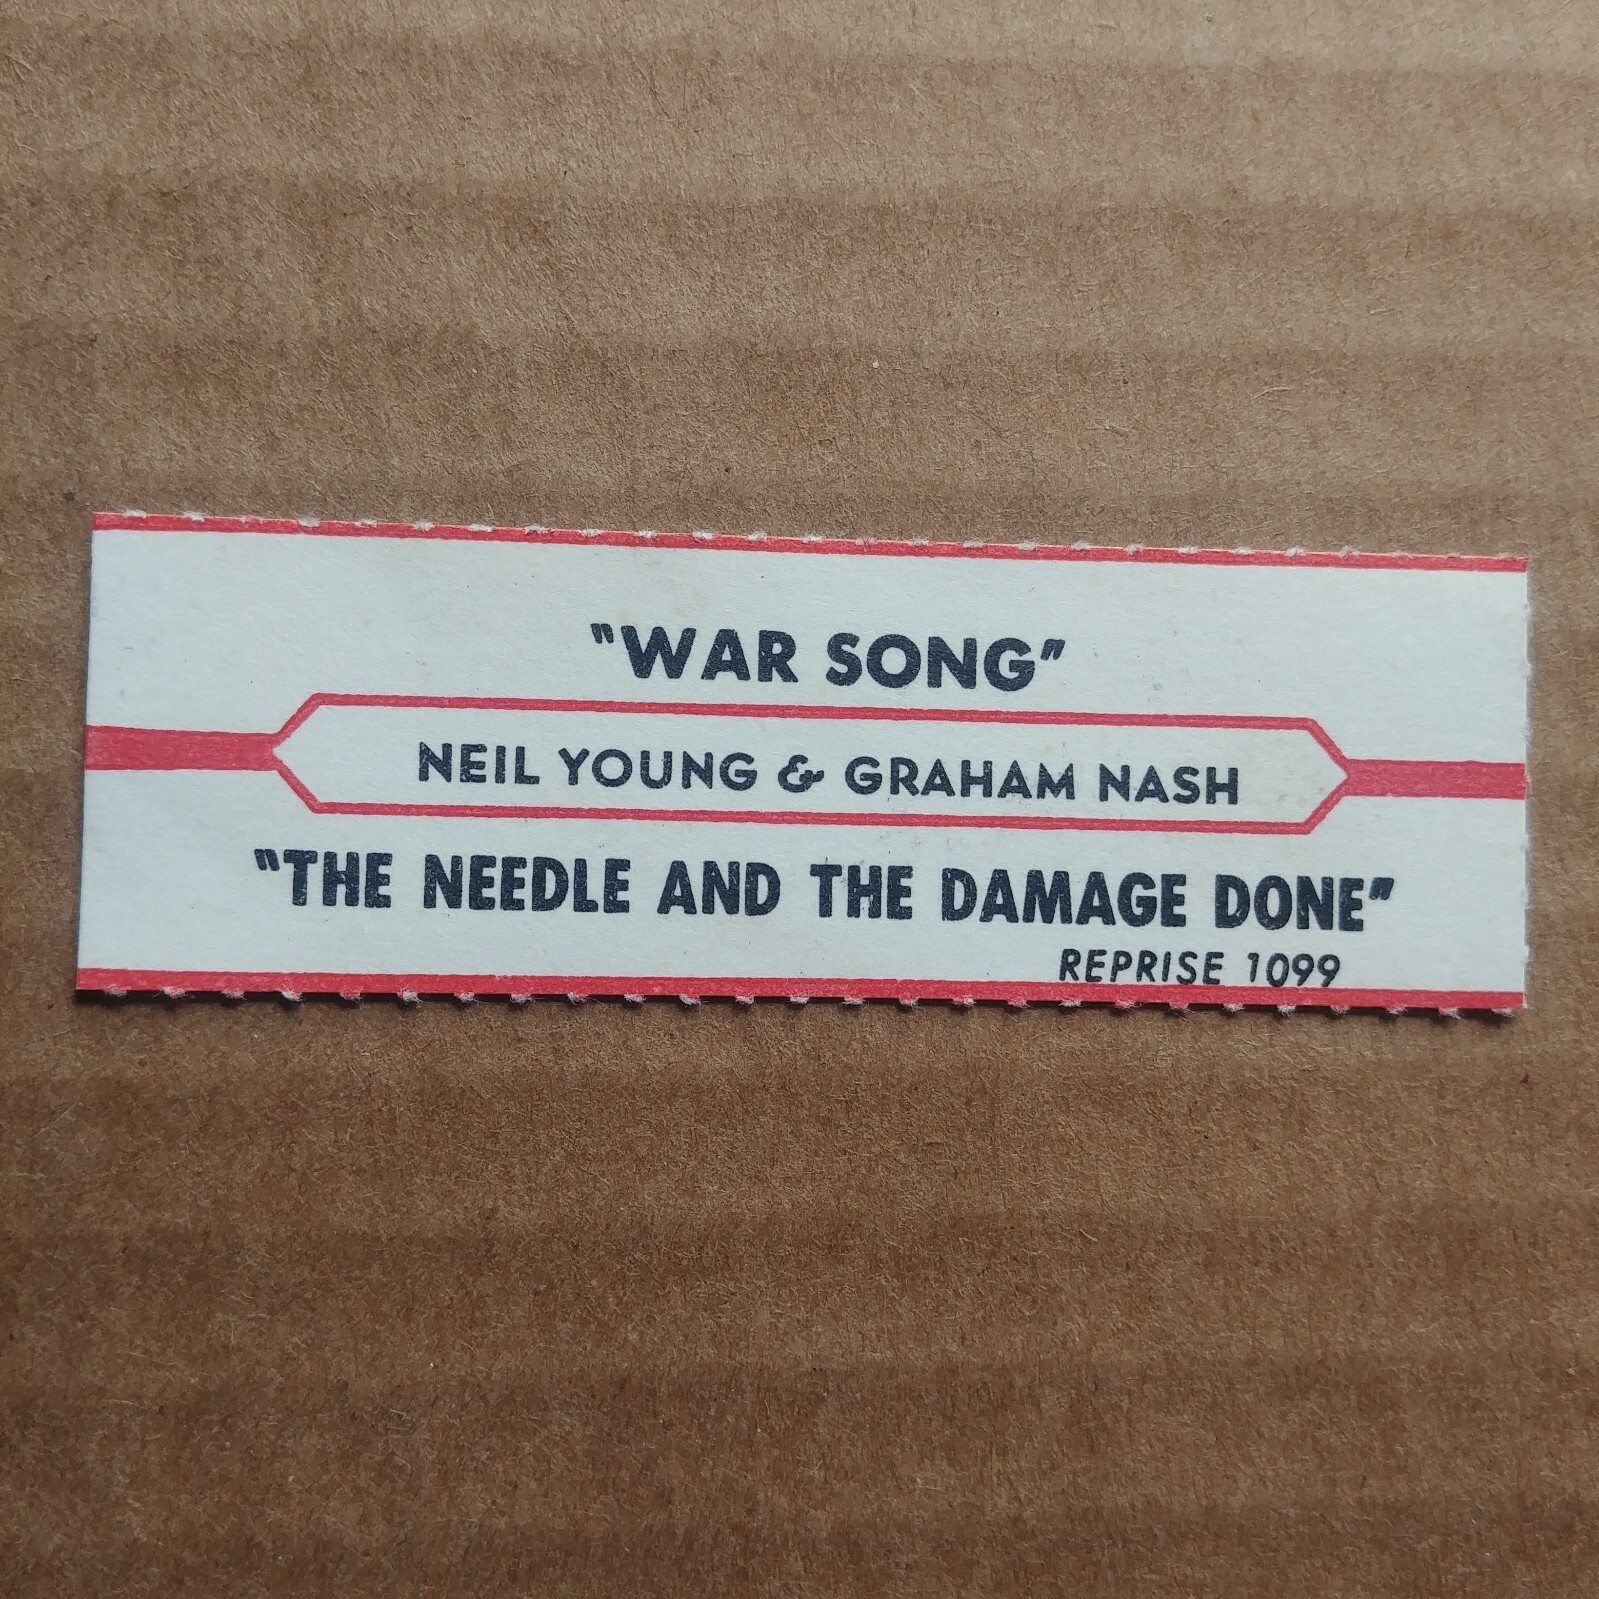 "WAR SONG"
NEIL YOUNG & GRAHAM NASH
"THE NEEDLE AND THE DAMAGE DONE"
REPRISE 1099